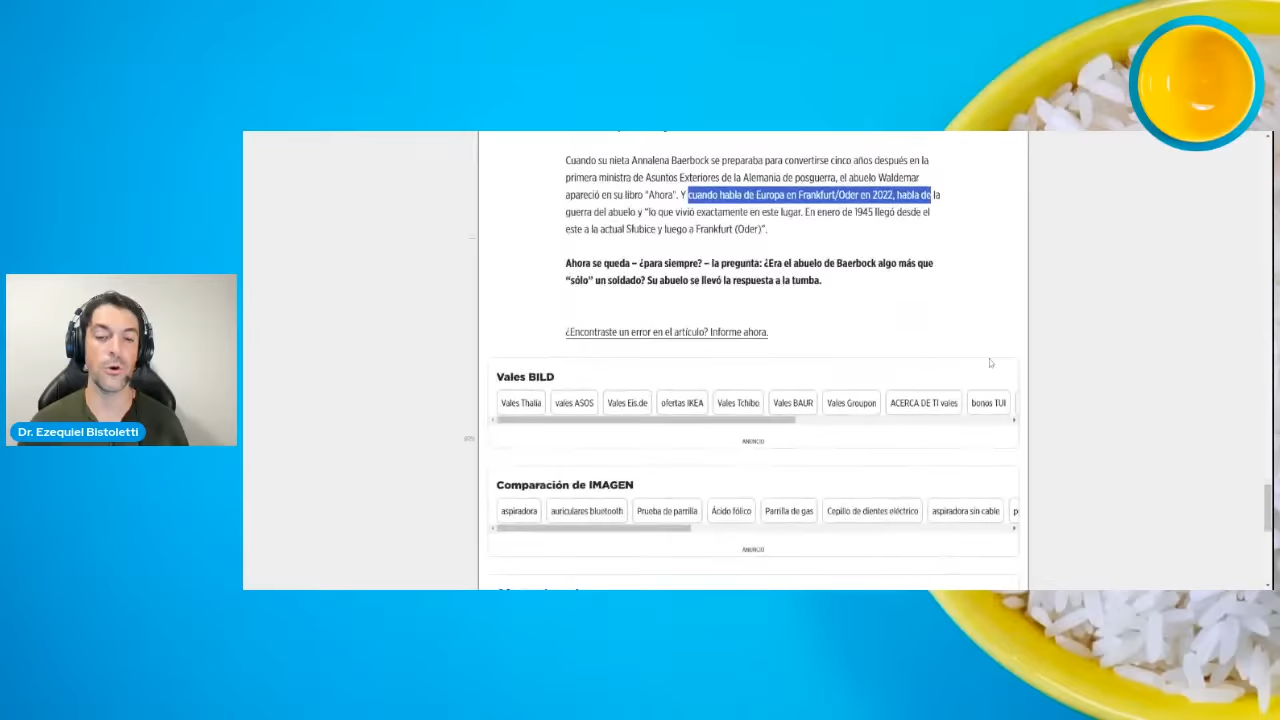 Cuando su nieta Annalena Baerbock se preparaba para convertirse cinco años después en la
primera ministra de Asuntos Exteriores de la Alemania de posguerra, el abuelo Waldemar
apareció en su libro "Ahora". Y cuando habla de Europa en Frankfurt/Oder en 2022, habla de la
guerra del abuelo y “lo que vivió exactamente en este lugar. En enero de 1945 llegó desde el
este a la actual Slubice y luego a Frankfurt (Oder)”.
Ahora se queda – ¿para siempre? – la pregunta: ¿Era el abuelo de Baerbock algo más que
“sólo” un soldado? Su abuelo se llevó la respuesta a la tumba.
¿Encontraste un error en el artículo? Informe ahora.
Vales BILD
Vales Thalia vales ASOS Vales Eis.de ofertas IKEA Vales Tchibo Vales BAUR Vales Groupon ACERCA DE TI vales bonos TUI
ANUNCIO
Comparación de IMAGEN
aspiradora auriculares bluetooth Prueba de parrilla Ácido fólico Parrilla de gas Cepillo de dientes eléctrico aspiradora sin cable p
ANUNCIO
Dr. Ezequiel Bistoletti